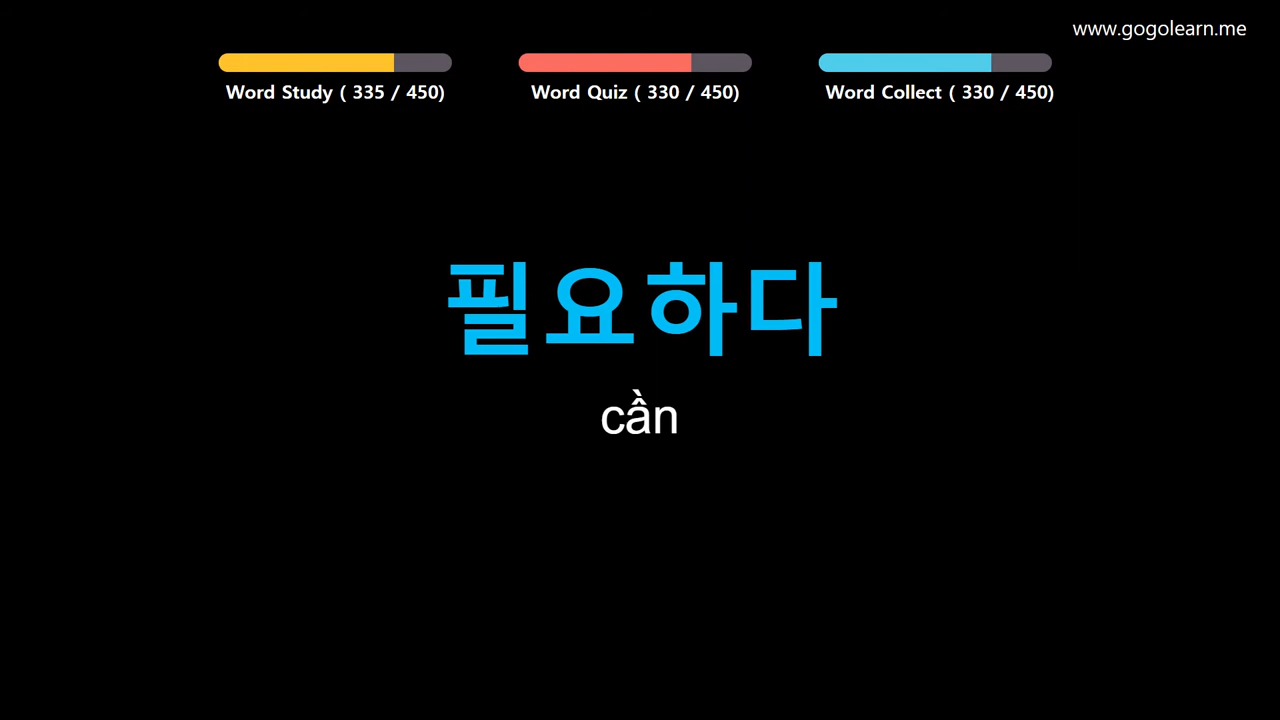 www.gogolearn.me
Word Study ( 335 / 450)
Word Quiz ( 330 / 450)
Word Collect ( 330 / 450)
필요하다
cần